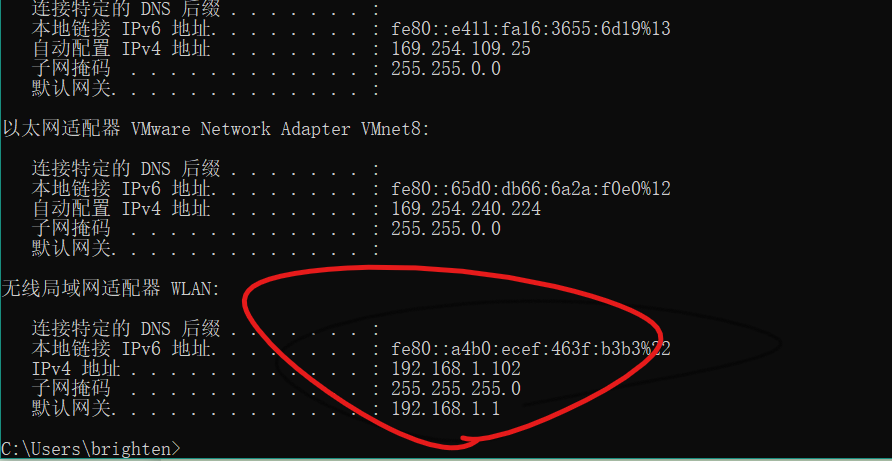 连接特定的 DNS 后缀 . . . . . . . :
本地链接 IPv6 地址. . . . . . . . : fe80::e411:fa16:3655:6d19%13
自动配置 IPv4 地址 . . . . . . . : 169.254.109.25
子网掩码 . . . . . . . . . . . . : 255.255.0.0
默认网关. . . . . . . . . . . . . :
以太网适配器 VMware Network Adapter VMnet8:
连接特定的 DNS 后缀 . . . . . . . :
本地链接 IPv6 地址. . . . . . . . : fe80::65d0:db66:6a2a:f0e0%12
自动配置 IPv4 地址 . . . . . . . : 169.254.240.224
子网掩码 . . . . . . . . . . . . : 255.255.0.0
默认网关. . . . . . . . . . . . . :
无线局域网适配器 WLAN:
连接特定的 DNS 后缀 . . . . . . . :
本地链接 IPv6 地址. . . . . . . . : fe80::a4b0:ecef:463f:b3b3%22
IPv4 地址 . . . . . . . . . . . . : 192.168.1.102
子网掩码 . . . . . . . . . . . . : 255.255.255.0
默认网关. . . . . . . . . . . . . : 192.168.1.1
C:\Users\brighten>